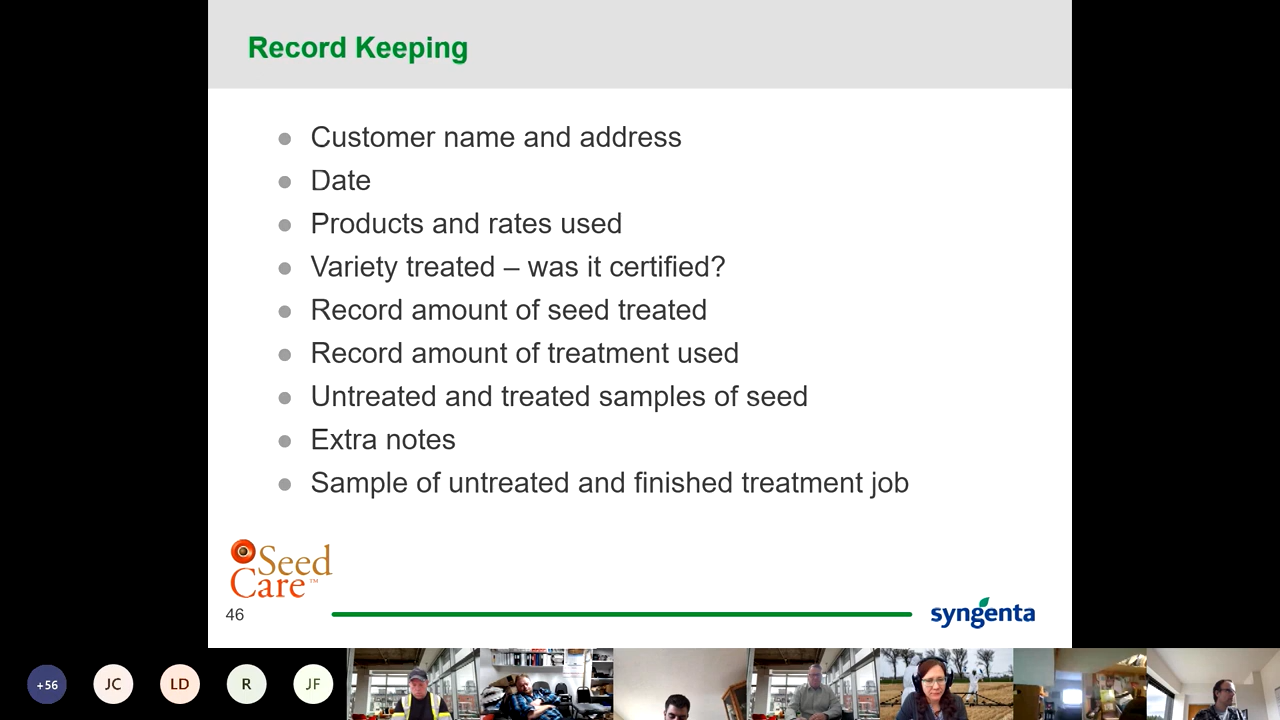 Record Keeping
Customer name and address
Date
Products and rates used
Variety treated – was it certified?
Record amount of seed treated
Record amount of treatment used
Untreated and treated samples of seed
Extra notes
Sample of untreated and finished treatment job
Seed
Care™
46
syngenta
+56
JC
LD
R
JF